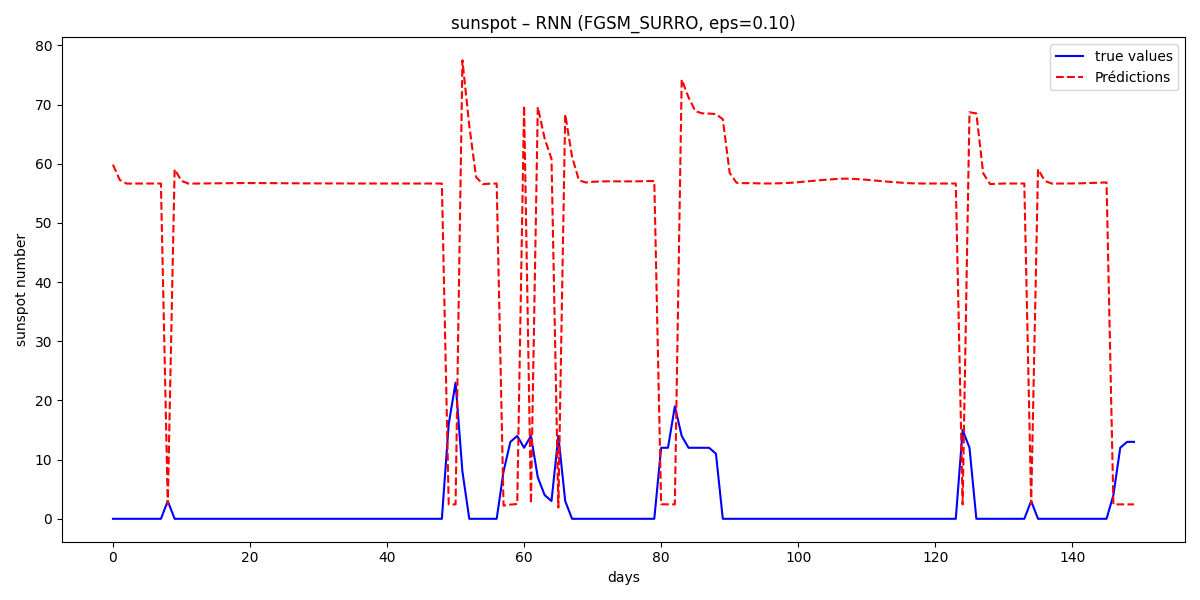 sunspot – RNN (FGSM_SURRO, eps=0.10)
true values
Prédictions
sunspot number
80
70
60
50
40
30
20
10
0
0 20 40 60 80 100 120 140
days